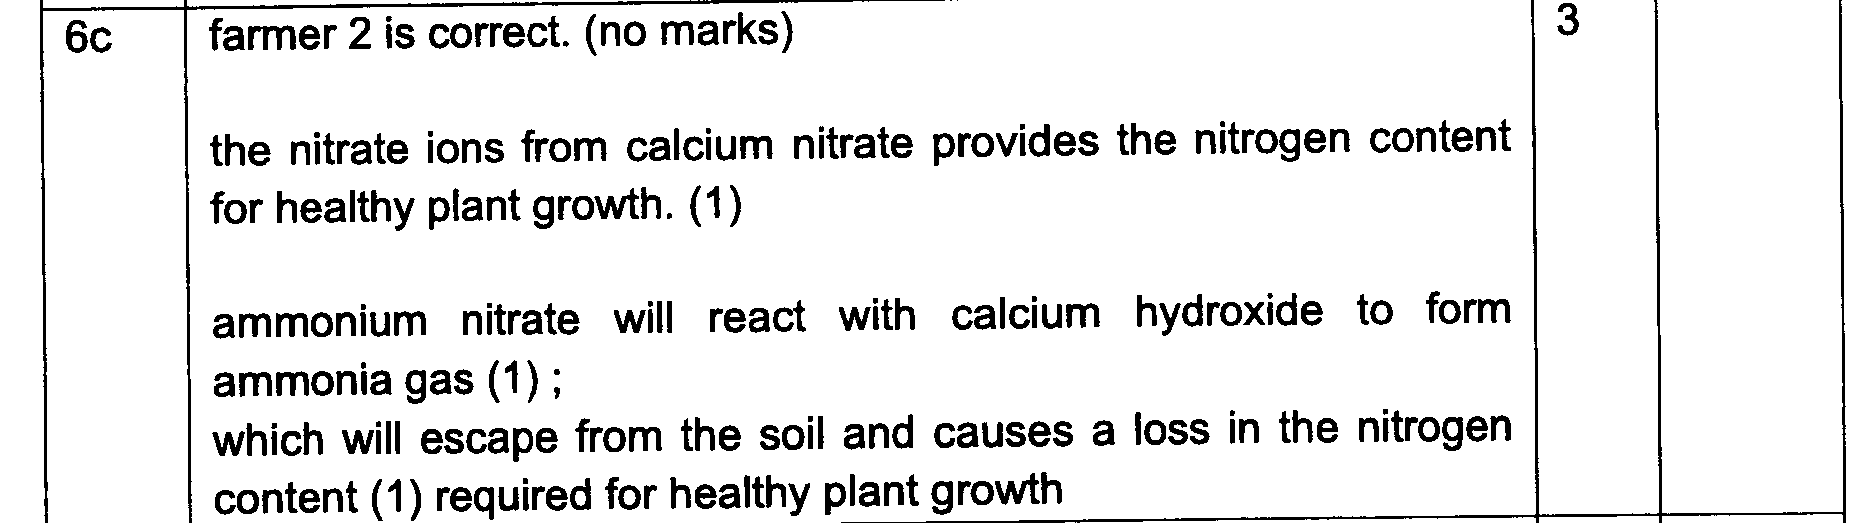 6c farmer 2 is correct. (no marks) 3
the nitrate ions from calcium nitrate provides the nitrogen content
for healthy plant growth. (1)
ammonium nitrate will react with calcium hydroxide to form
ammonia gas (1) ;
which will escape from the soil and causes a loss in the nitrogen
content (1) required for healthy plant growth